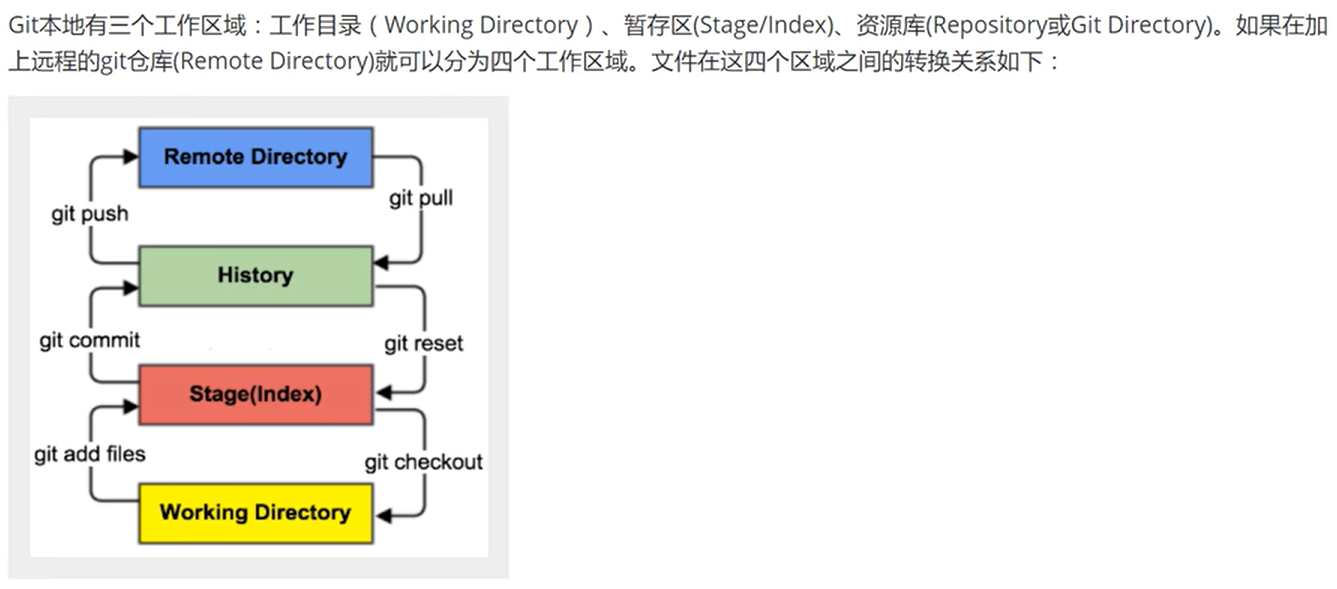 Git本地有三个工作区域：工作目录（Working Directory）、暂存区(Stage/Index)、资源库(Repository或Git Directory)。如果在加
上远程的git仓库(Remote Directory)就可以分为四个工作区域。文件在这四个区域之间的转换关系如下：
Remote Directory
git pull
git push
History
git commit
git reset
Stage(Index)
git add files
git checkout
Working Directory